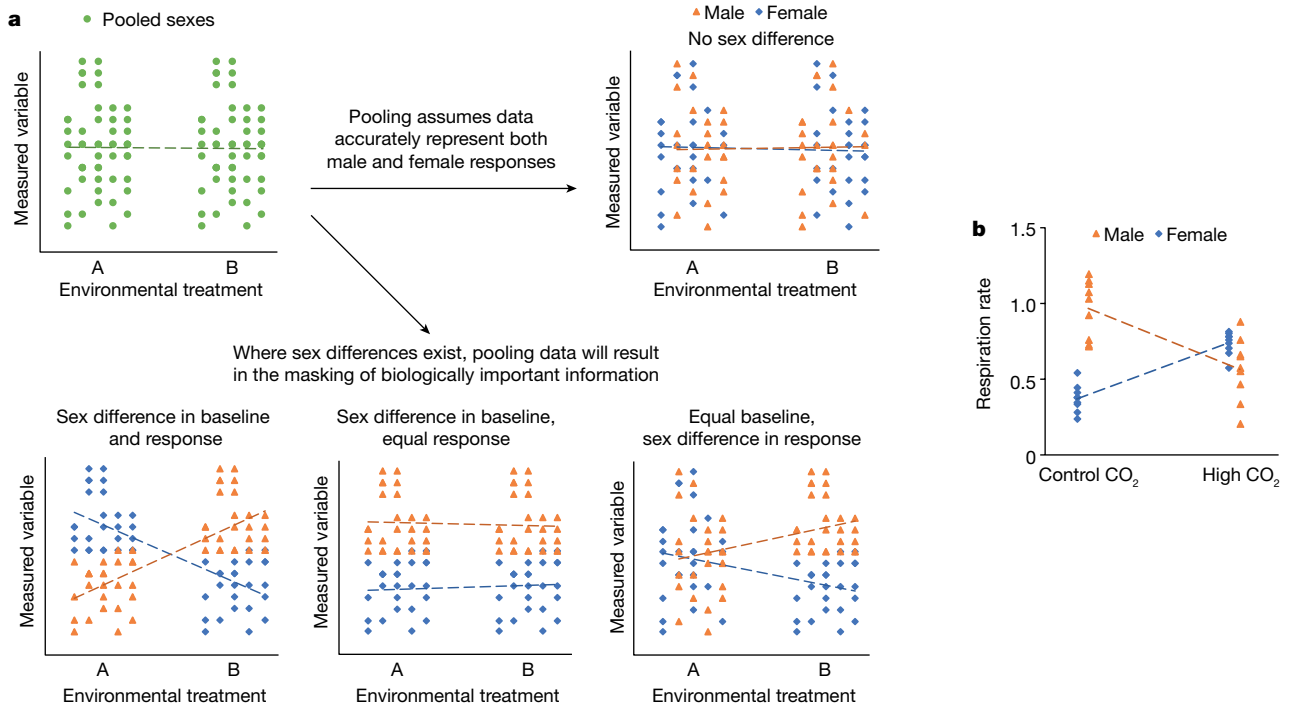 a
Pooled sexes
Measured variable
A
B
Environmental treatment
Pooling assumes data
accurately represent both
male and female responses
Male
Female
No sex difference
Measured variable
A
B
Environmental treatment
Where sex differences exist, pooling data will result
in the masking of biologically important information
Sex difference in baseline
and response
Measured variable
A
B
Environmental treatment
Sex difference in baseline,
equal response
Measured variable
A
B
Environmental treatment
Equal baseline,
sex difference in response
Measured variable
A
B
Environmental treatment
b
Male
Female
Respiration rate
1.5
1.0
0.5
0
Control CO₂
High CO₂